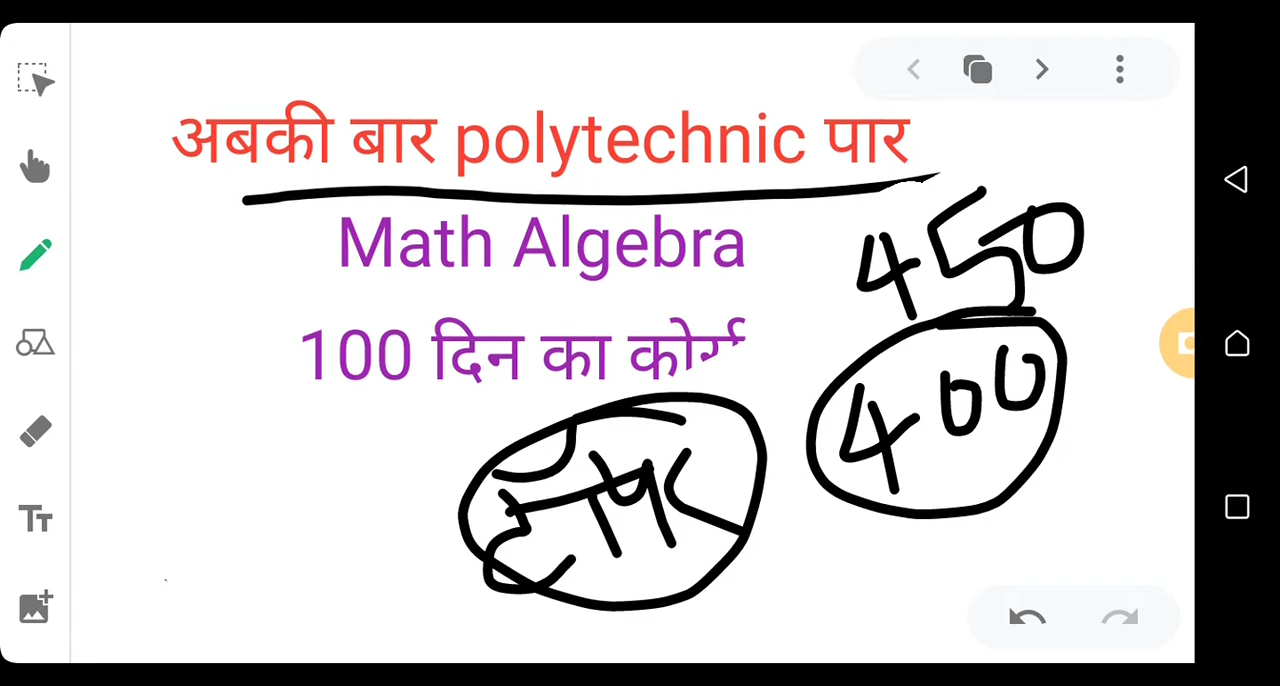 अबकी बार polytechnic पार
Math Algebra
450
100 दिन का कोर्स
400